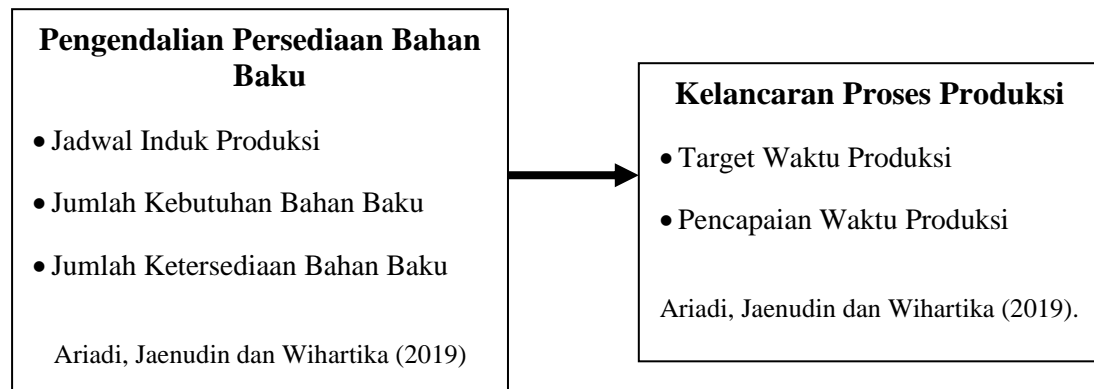 Pengendalian Persediaan Bahan
Baku
• Jadwal Induk Produksi
• Jumlah Kebutuhan Bahan Baku
• Jumlah Ketersediaan Bahan Baku
Ariadi, Jaenudin dan Wihartika (2019)
Kelancaran Proses Produksi
• Target Waktu Produksi
• Pencapaian Waktu Produksi
Ariadi, Jaenudin dan Wihartika (2019).